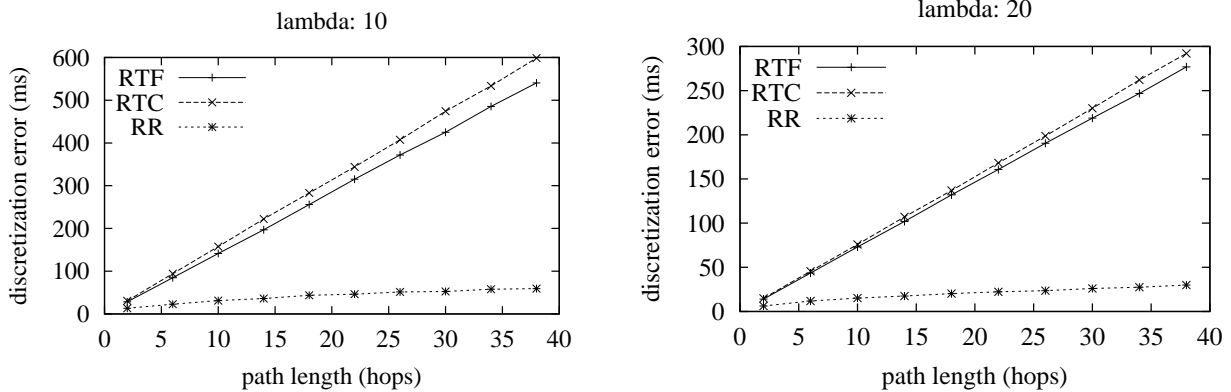 lambda: 10
600
500
400
300
200
100
0
discretization error (ms)
RTF
RTC
RR
0 5 10 15 20 25 30 35 40
path length (hops)
lambda: 20
300
250
200
150
100
50
0
discretization error (ms)
RTF
RTC
RR
0 5 10 15 20 25 30 35 40
path length (hops)